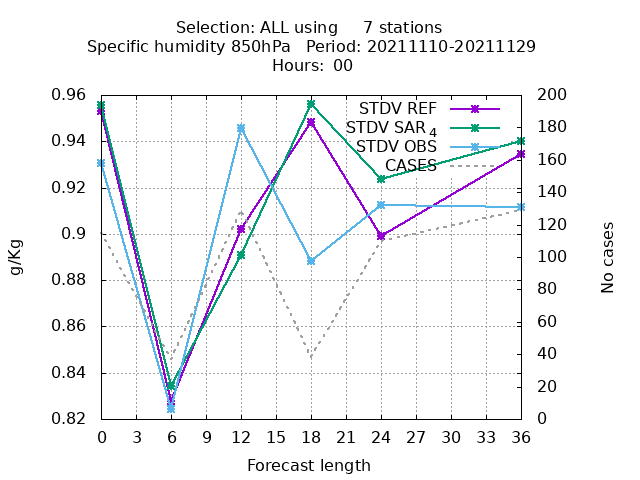 Selection: ALL using     7 stations
Specific humidity 850hPa   Period: 20211110-20211129
Hours: 00
STDV REF
STDV SAR 4
STDV OBS
CASES
0.96
0.94
0.92
0.9
0.88
0.86
0.84
0.82
200
180
160
140
120
100
80
60
40
20
0
g/Kg
No cases
0 3 6 9 12 15 18 21 24 27 30 33 36
Forecast length